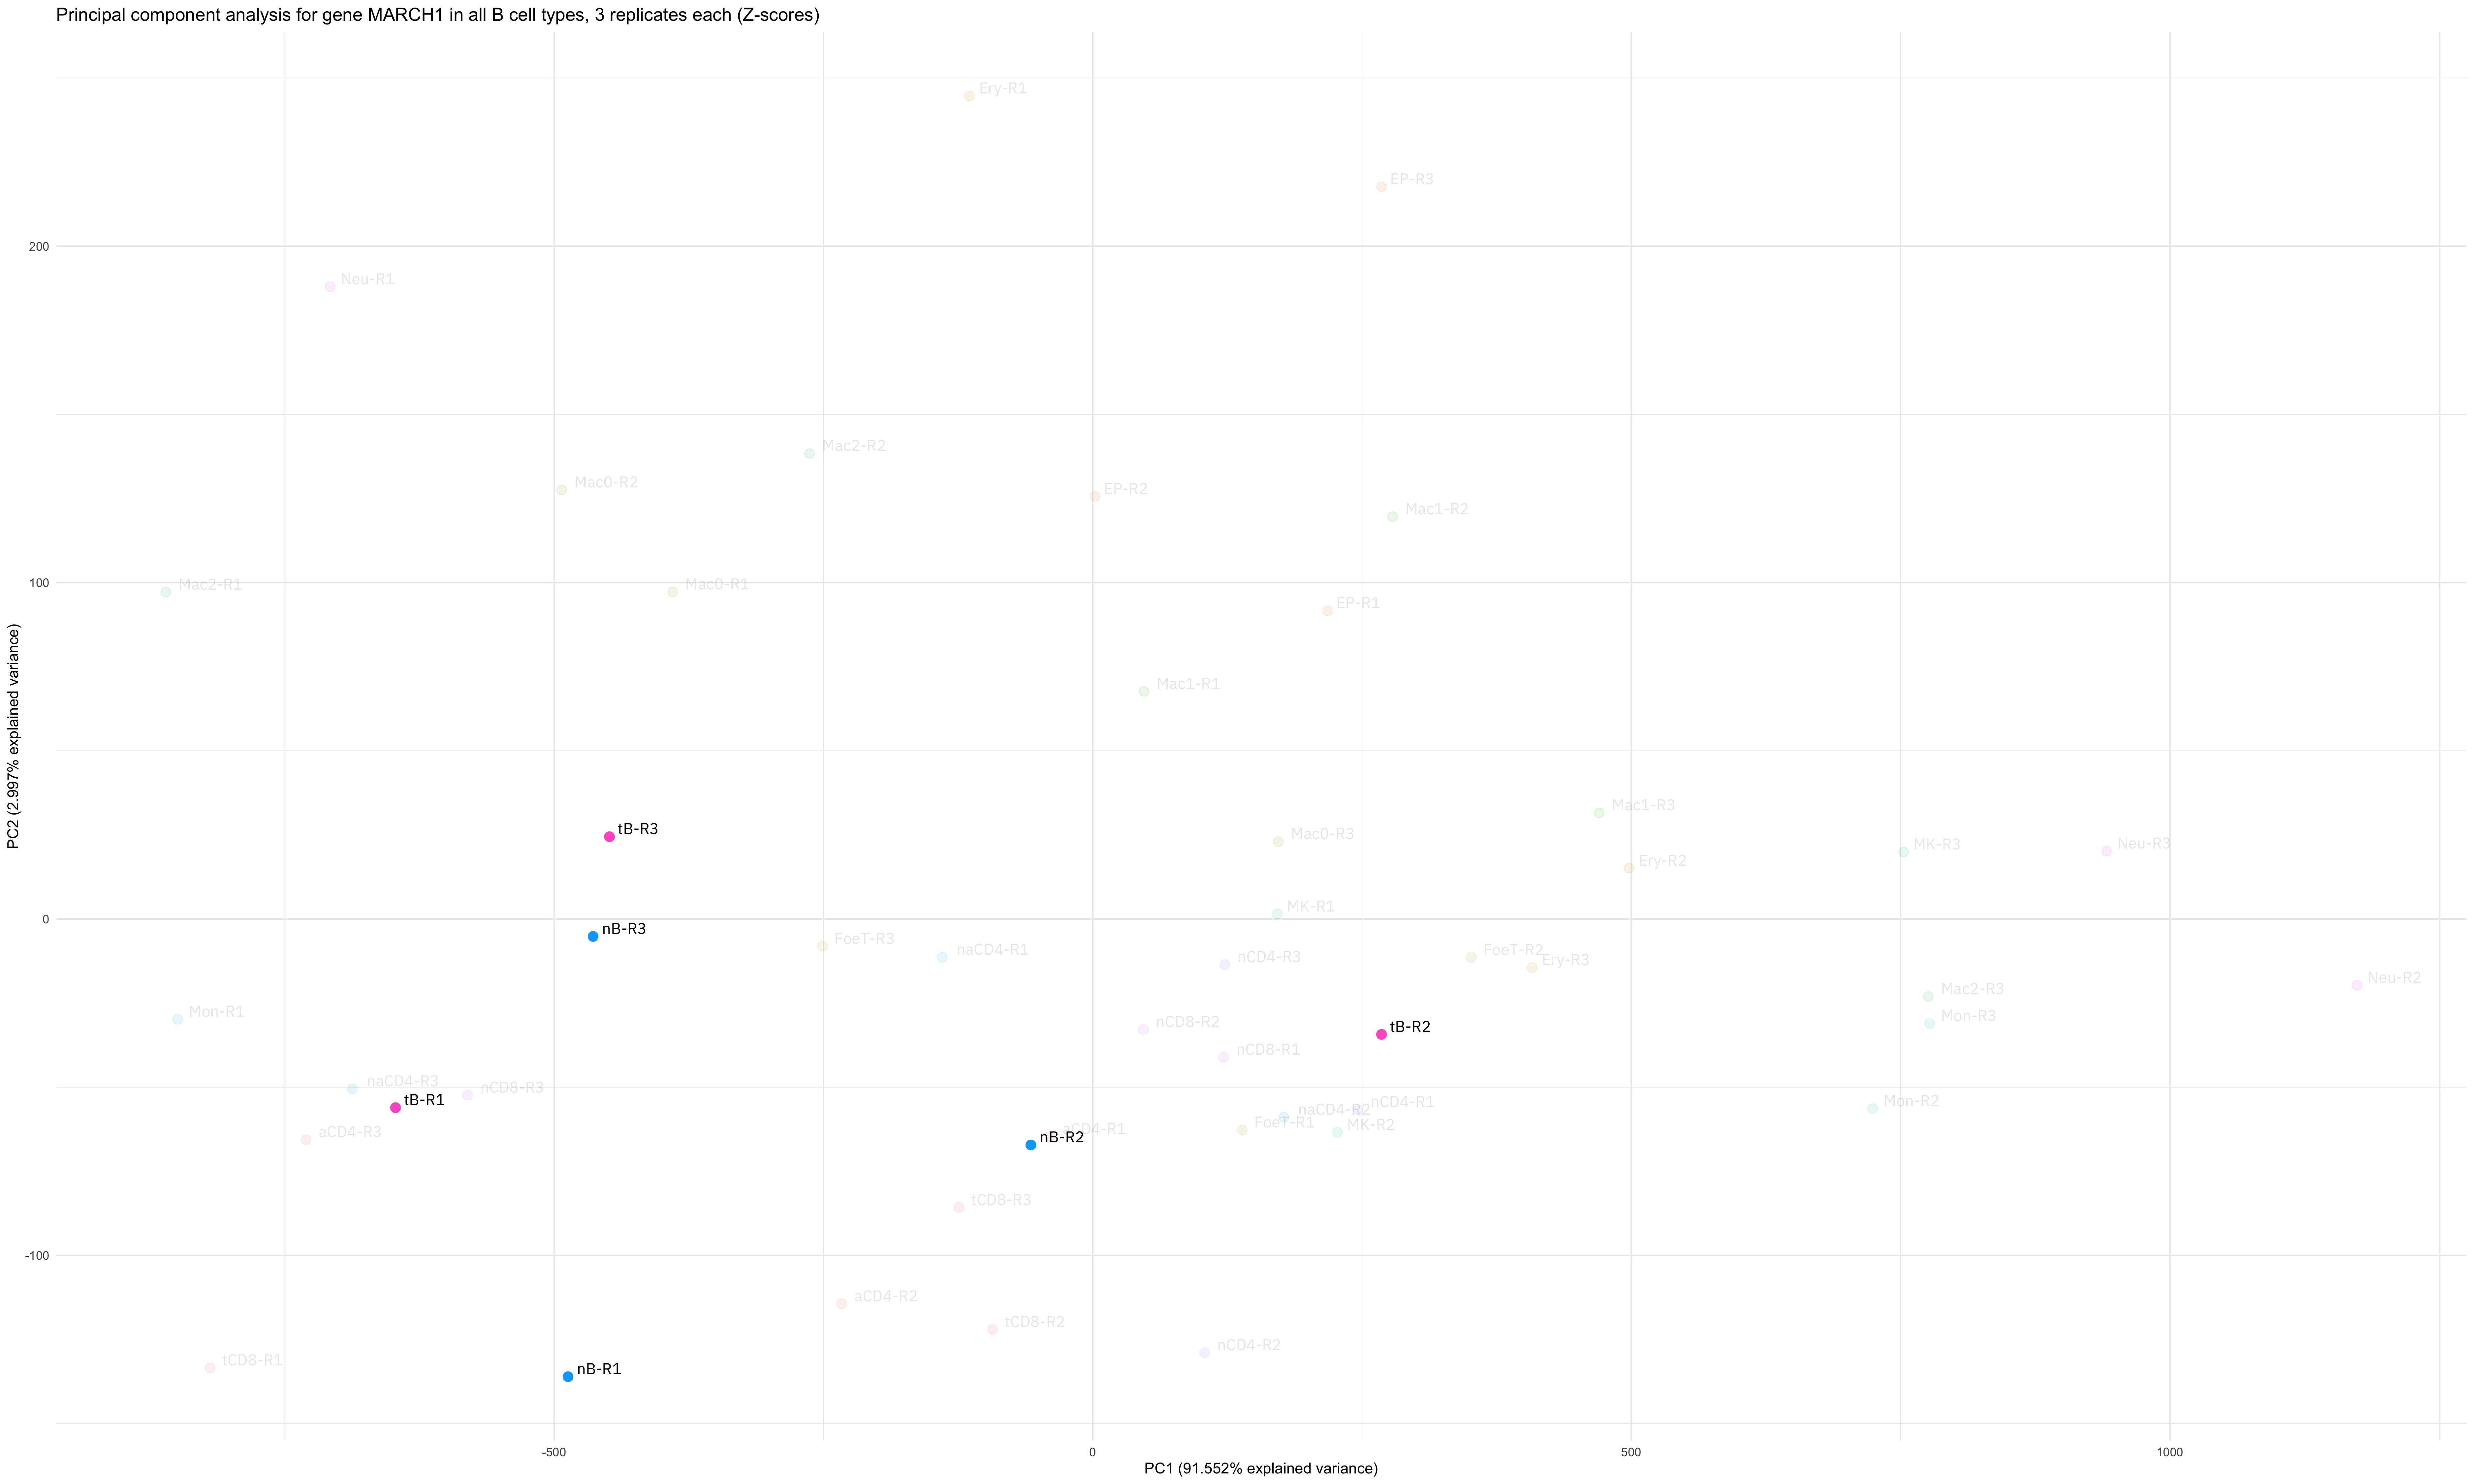 Principal component analysis for gene MARCH1 in all B cell types, 3 replicates each (Z-scores)
Ery-R1
EP-R3
200
Neu-R1
Mac2-R2
Mac0-R2
EP-R2
Mac1-R2
100
Mac2-R1
Mac0-R1
EP-R1
Mac1-R1
PC2 (2.997% explained variance)
Mac1-R3
tB-R3
Mac0-R3
MK-R3
Neu-R3
Ery-R2
MK-R1
0
nB-R3
FoeT-R3
naCD4-R1
nCD4-R3
FoeT-R2
Ery-R3
Neu-R2
Mac2-R3
Mon-R1
Mon-R3
nCD8-R2
tB-R2
nCD8-R1
naCD4-R3
nCD8-R3
tB-R1
nCD4-R1
Mon-R2
naCD4-R2
FoeT-R1
MK-R2
aCD4-R3
aCD4-R1
nB-R2
tCD8-R3
-100
aCD4-R2
tCD8-R2
nCD4-R2
tCD8-R1
nB-R1
-500
0
500
1000
PC1 (91.552% explained variance)